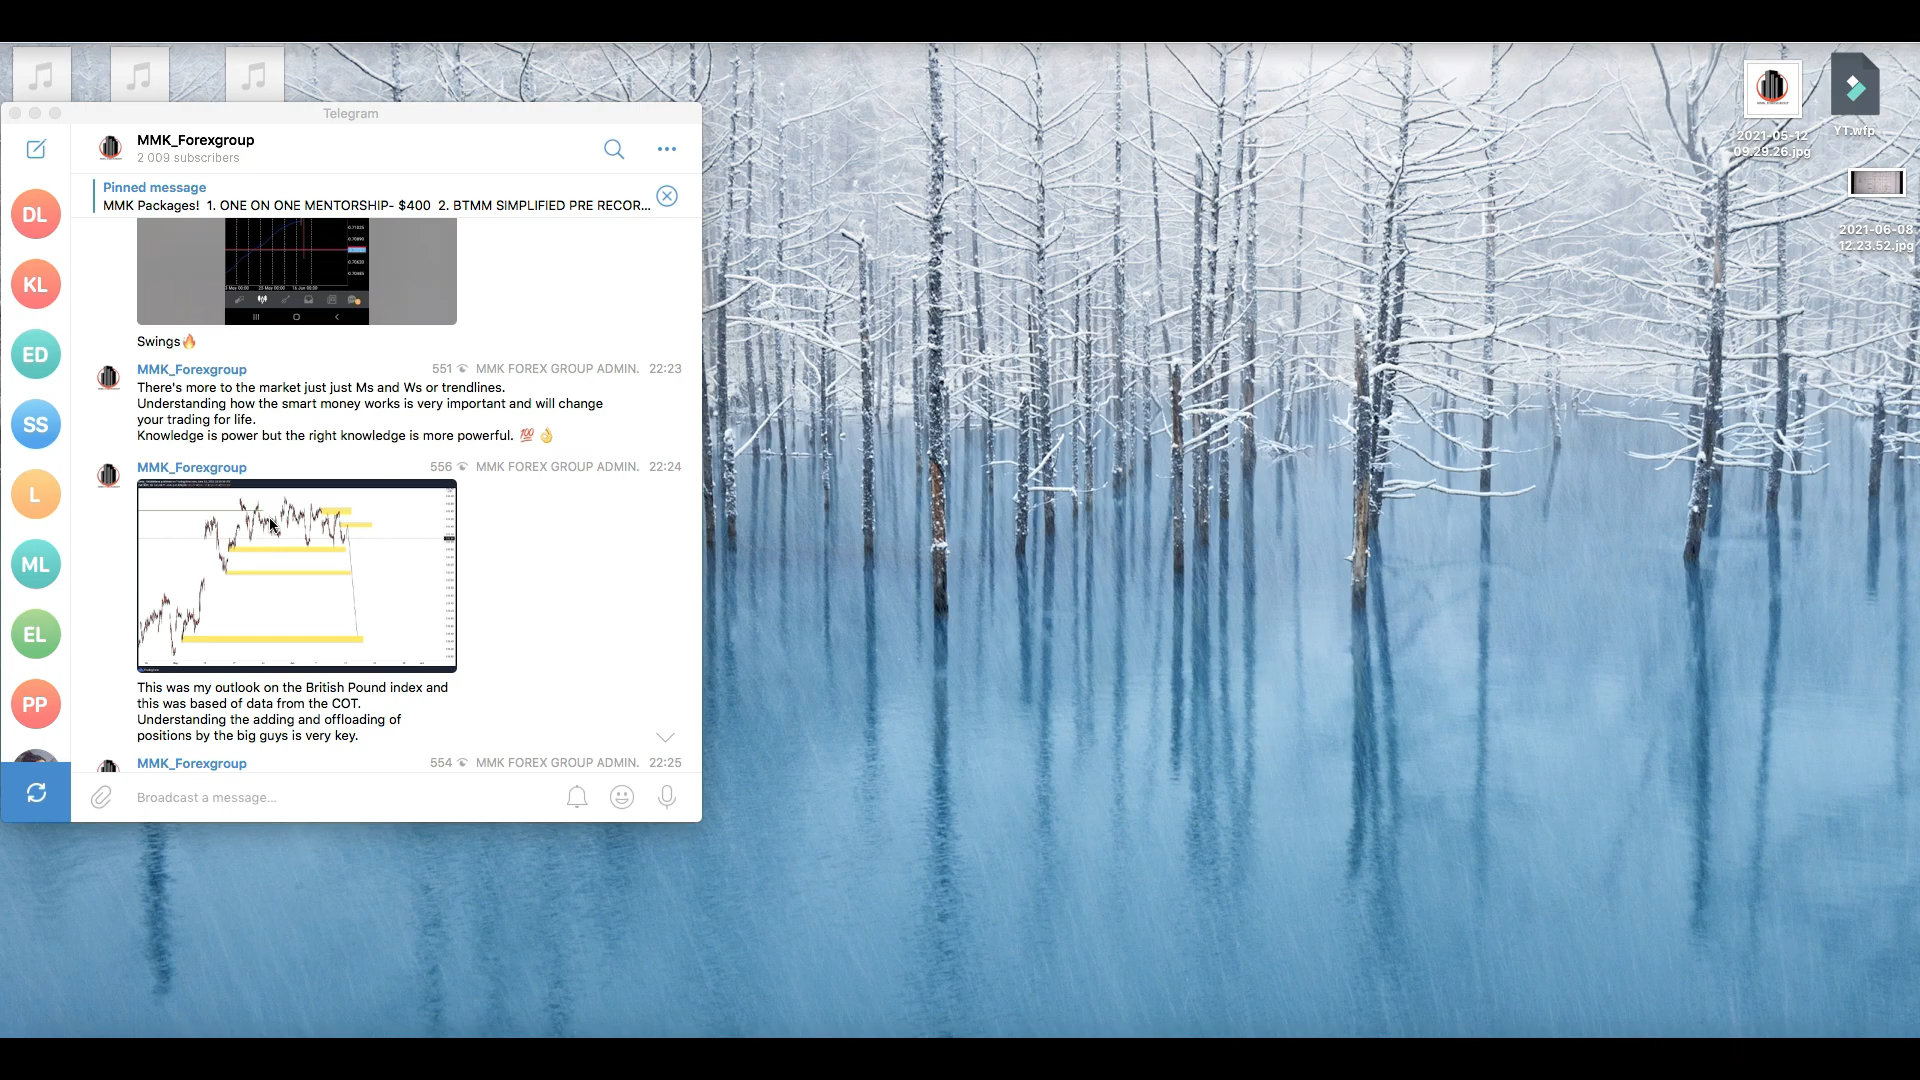 Telegram
MMK_Forexgroup
2 009 subscribers
Pinned message
MMK Packages! 1. ONE ON ONE MENTORSHIP- $400 2. BTMM SIMPLIFIED PRE RECOR...
DL
KL
ED
SS
L
ML
EL
PP
Swings🔥
MMK_Forexgroup 551 MMK FOREX GROUP ADMIN. 22:23
There's more to the market just just Ms and Ws or trendlines.
Understanding how the smart money works is very important and will change
your trading for life.
Knowledge is power but the right knowledge is more powerful. 💯 👌
MMK_Forexgroup 556 MMK FOREX GROUP ADMIN. 22:24
This was my outlook on the British Pound index and
this was based of data from the COT.
Understanding the adding and offloading of
positions by the big guys is very key.
MMK_Forexgroup 554 MMK FOREX GROUP ADMIN. 22:25
Broadcast a message...
2021-05-12
09.29.26.jpg
YT.wfp
2021-06-08
12.23.52.jpg